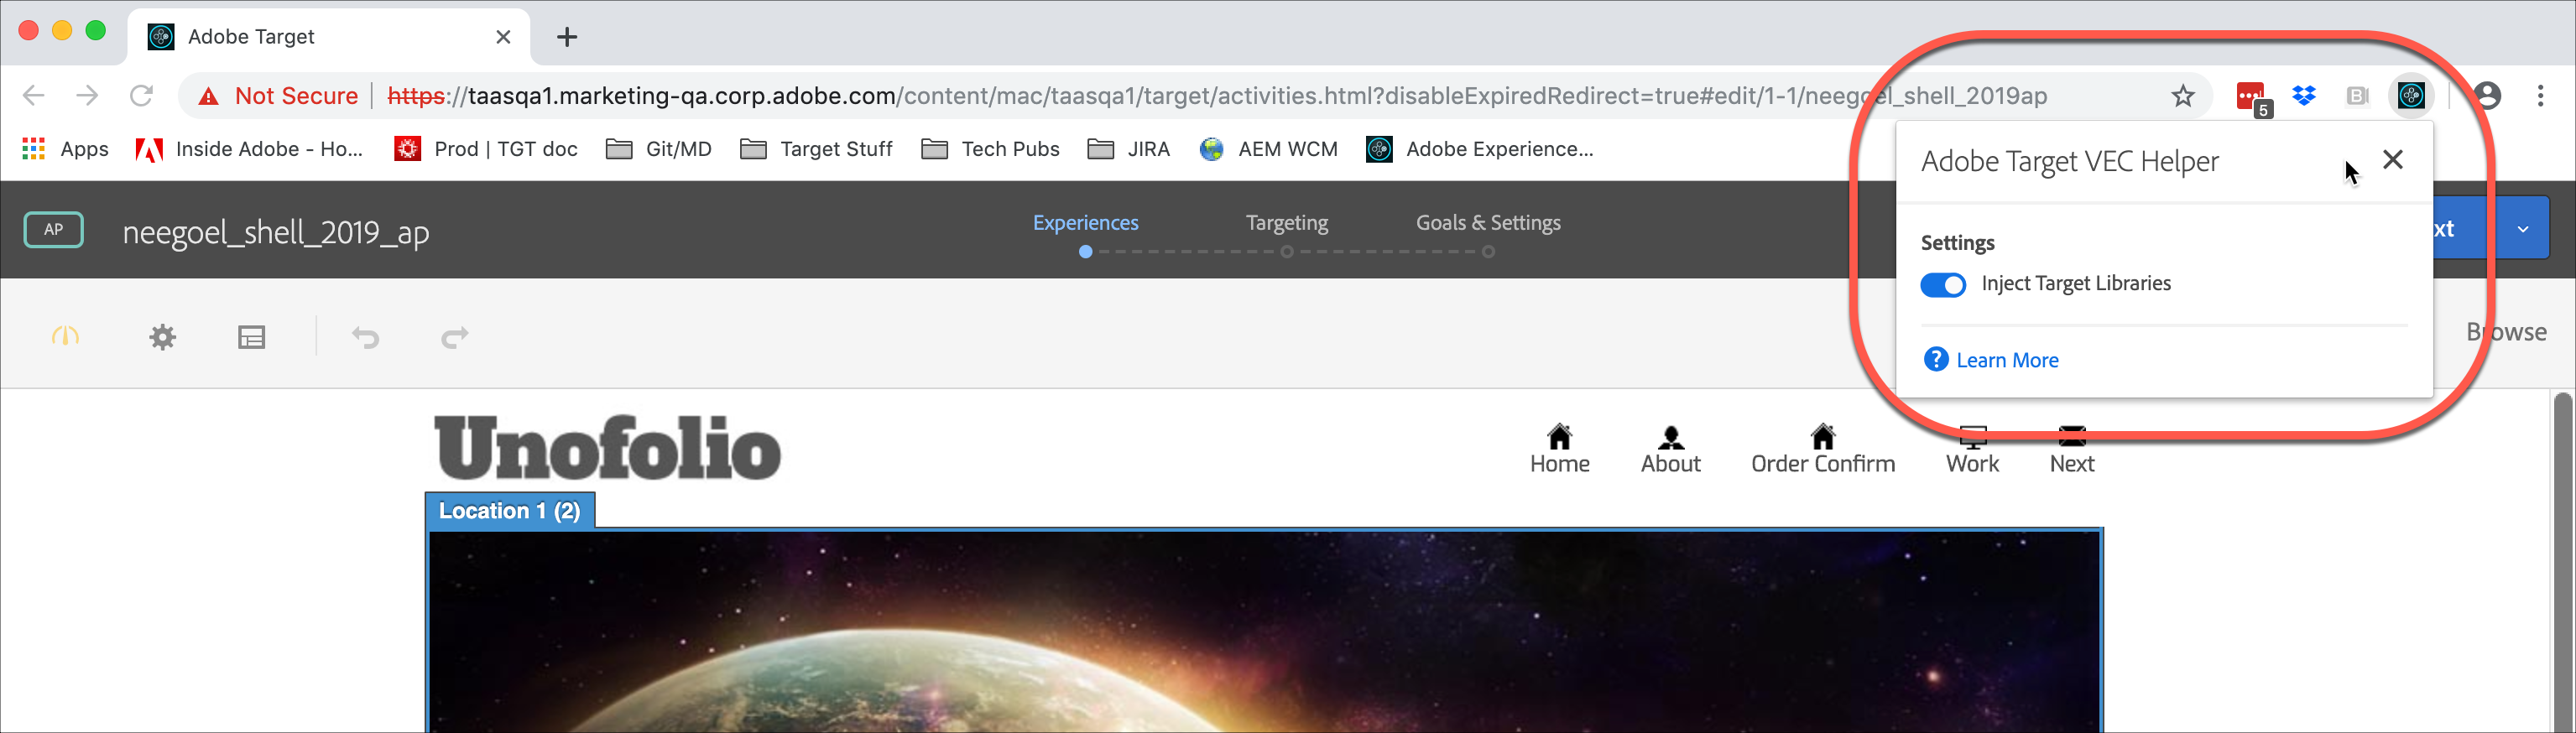 Adobe Target
Not Secure https://taasqa1.marketing-qa.corp.adobe.com/content/mac/taasqa1/target/activities.html?disableExpiredRedirect=true#edit/1-1/neegoel_shell_2019ap
5
Apps Inside Adobe - Ho... Prod | TGT doc Git/MD Target Stuff Tech Pubs JIRA AEM WCM Adobe Experience...
Adobe Target VEC Helper
Settings
Inject Target Libraries
? Learn More
AP neegoel_shell_2019_ap
Experiences Targeting Goals & Settings
xt
Browse
Unofolio
Home About Order Confirm Work Next
Location 1 (2)